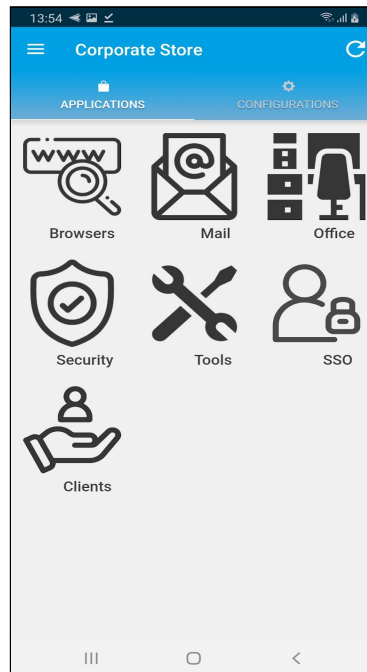 13:54
Corporate Store
APPLICATIONS
CONFIGURATIONS
www
Browsers
Mail
Office
Security
Tools
SSO
Clients